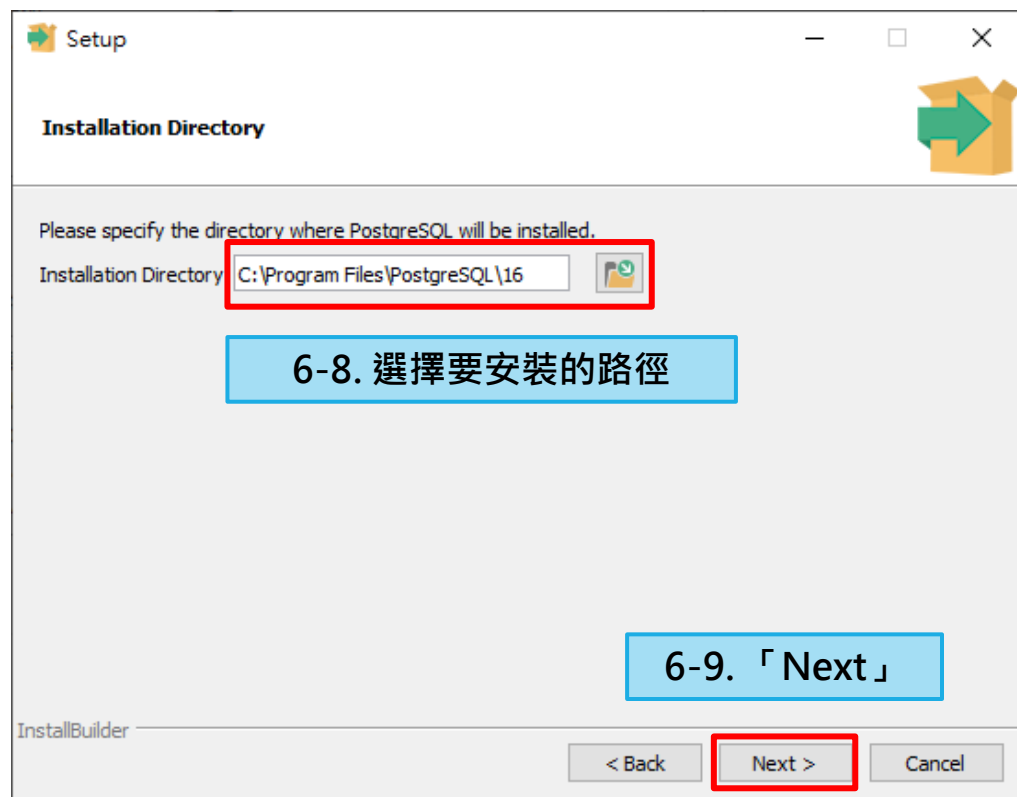 Setup
Installation Directory
Please specify the directory where PostgreSQL will be installed.
Installation Directory C:\Program Files\PostgreSQL\16
6-8. 選擇要安裝的路徑
6-9.「Next」
InstallBuilder
< Back Next > Cancel